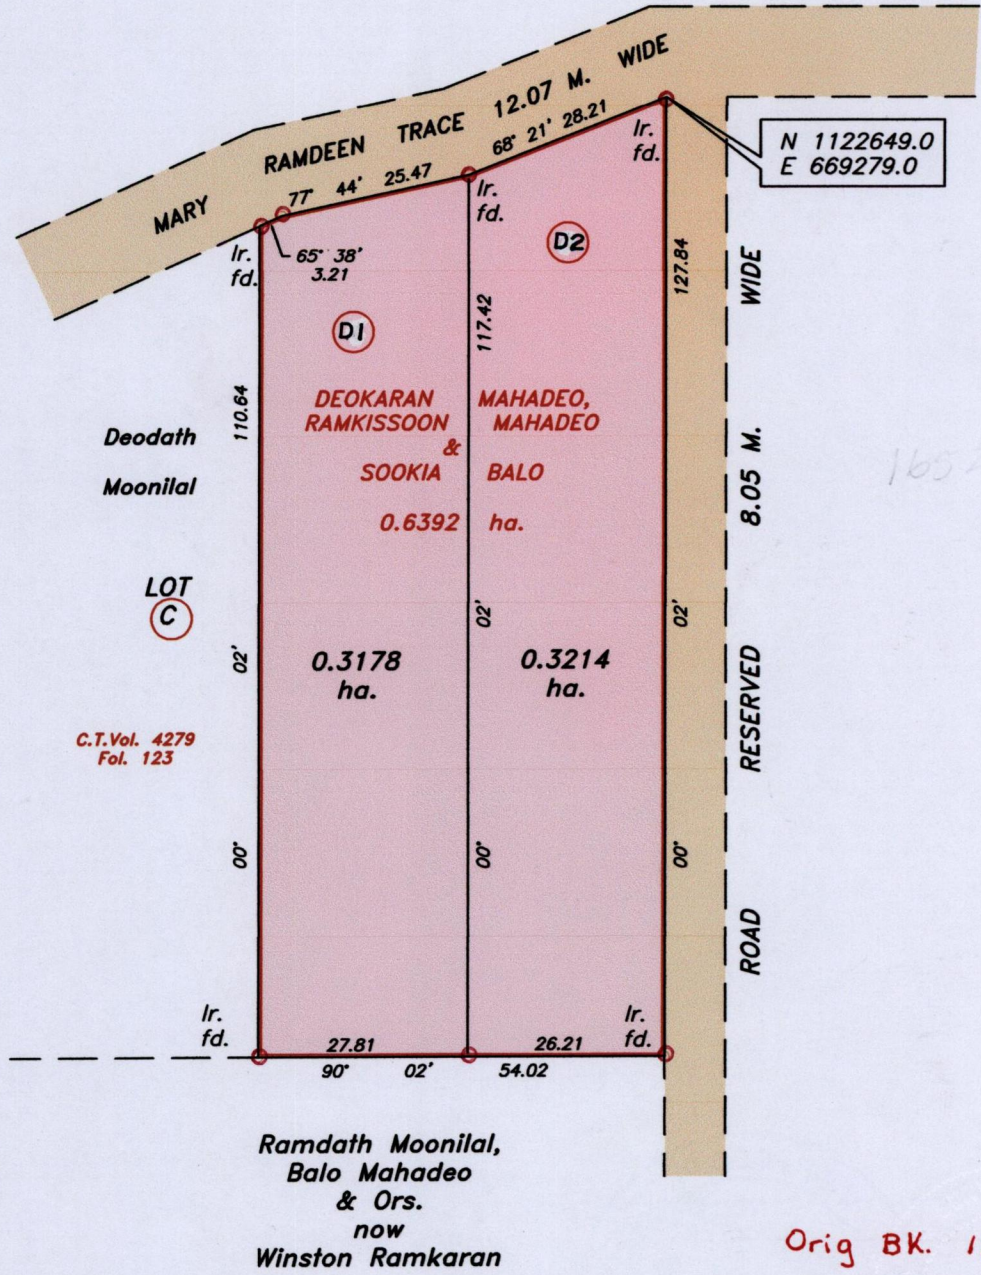 MARY RAMDEEN TRACE 12.07 M. WIDE
N 1122649.0
E 669279.0
68° 21' 28.21
77° 44' 25.47
65° 38'
3.21
Ir.
fd.
Ir.
fd.
Ir.
fd.
D2
D1
127.84
117.42
110.64
DEOKARAN MAHADEO,
RAMKISSOON MAHADEO
&
SOOKIA BALO
0.6392 ha.
Deodath
Moonilal
LOT
C
C.T.Vol. 4279
Fol. 123
0.3178
ha.
0.3214
ha.
00° 02'
00° 02'
00° 02'
ROAD RESERVED 8.05 M. WIDE
165
Ir.
fd.
Ir.
fd.
27.81
26.21
90° 02' 54.02
Ramdath Moonilal,
Balo Mahadeo
& Ors.
now
Winston Ramkaran
Orig BK. 1